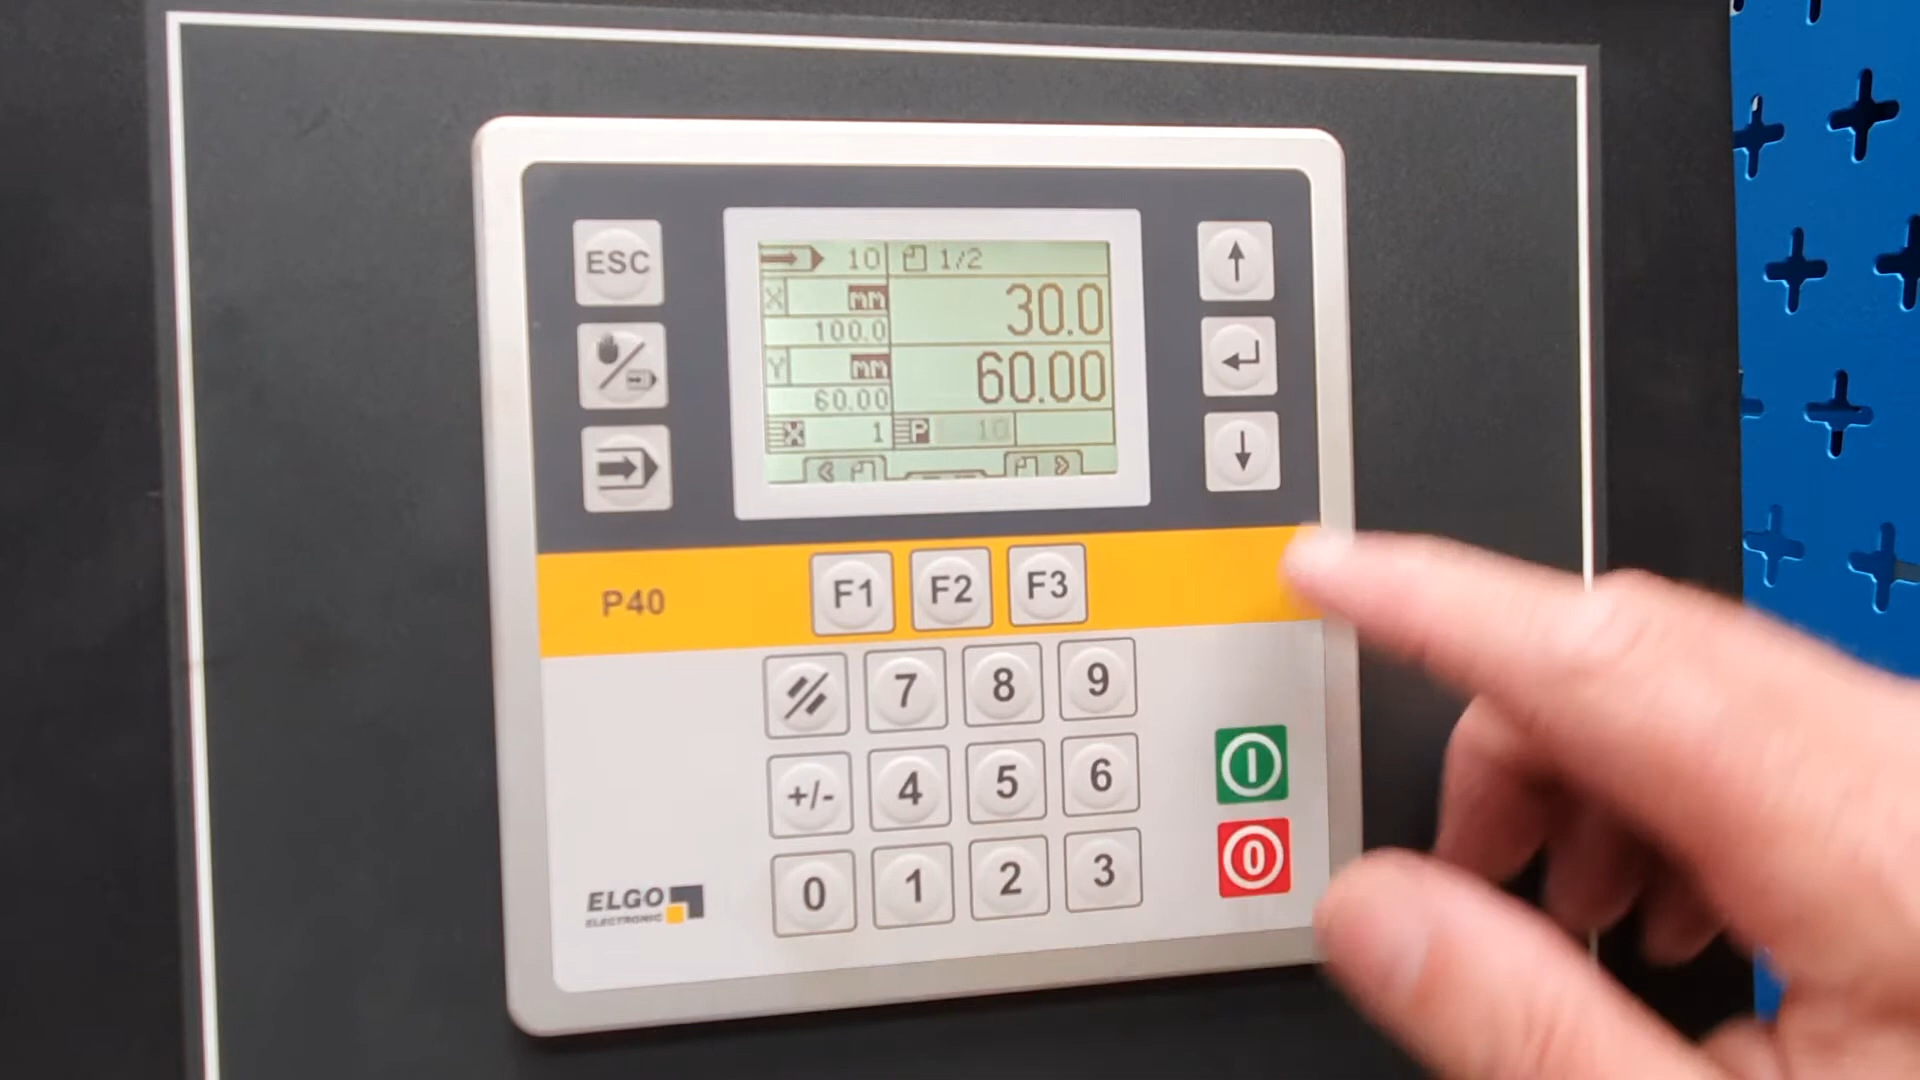 ESC
10 1/2
X mm 30.0
100.0
Y mm 60.00
60.00
X 1 P 10
P40
F1 F2 F3
7 8 9
+/- 4 5 6
0 1 2 3
ELGO
ELECTRONIC